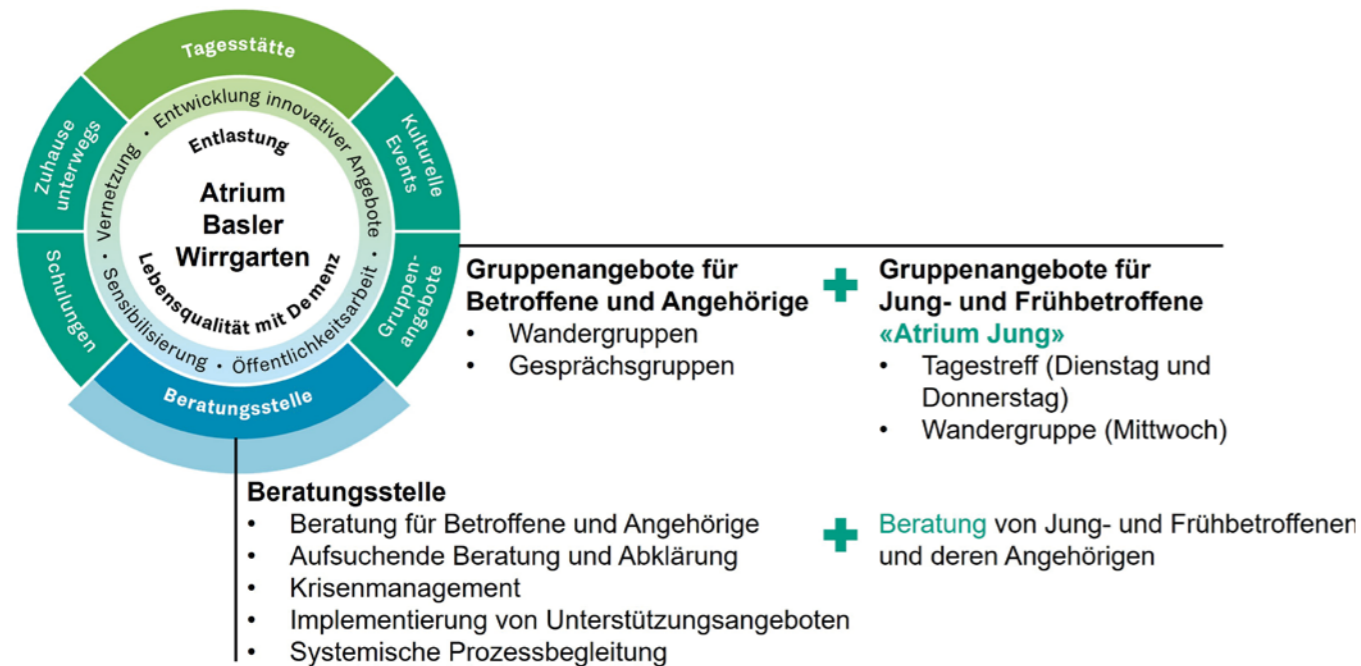 Tagesstätte
Kulturelle
Events
Gruppen-
angebote
Beratungsstelle
Schulungen
Zuhause
unterwegs
Vernetzung · Entwicklung innovativer Angebote ·
Sensibilisierung · Öffentlichkeitsarbeit ·
Entlastung
Atrium
Basler
Wirrgarten
Lebensqualität mit Demenz
Gruppenangebote für
Betroffene und Angehörige
• Wandergruppen
• Gesprächsgruppen
Gruppenangebote für
Jung- und Frühbetroffene
«Atrium Jung»
• Tagestreff (Dienstag und
Donnerstag)
• Wandergruppe (Mittwoch)
Beratungsstelle
• Beratung für Betroffene und Angehörige
• Aufsuchende Beratung und Abklärung
• Krisenmanagement
• Implementierung von Unterstützungsangeboten
• Systemische Prozessbegleitung
Beratung von Jung- und Frühbetroffenen
und deren Angehörigen